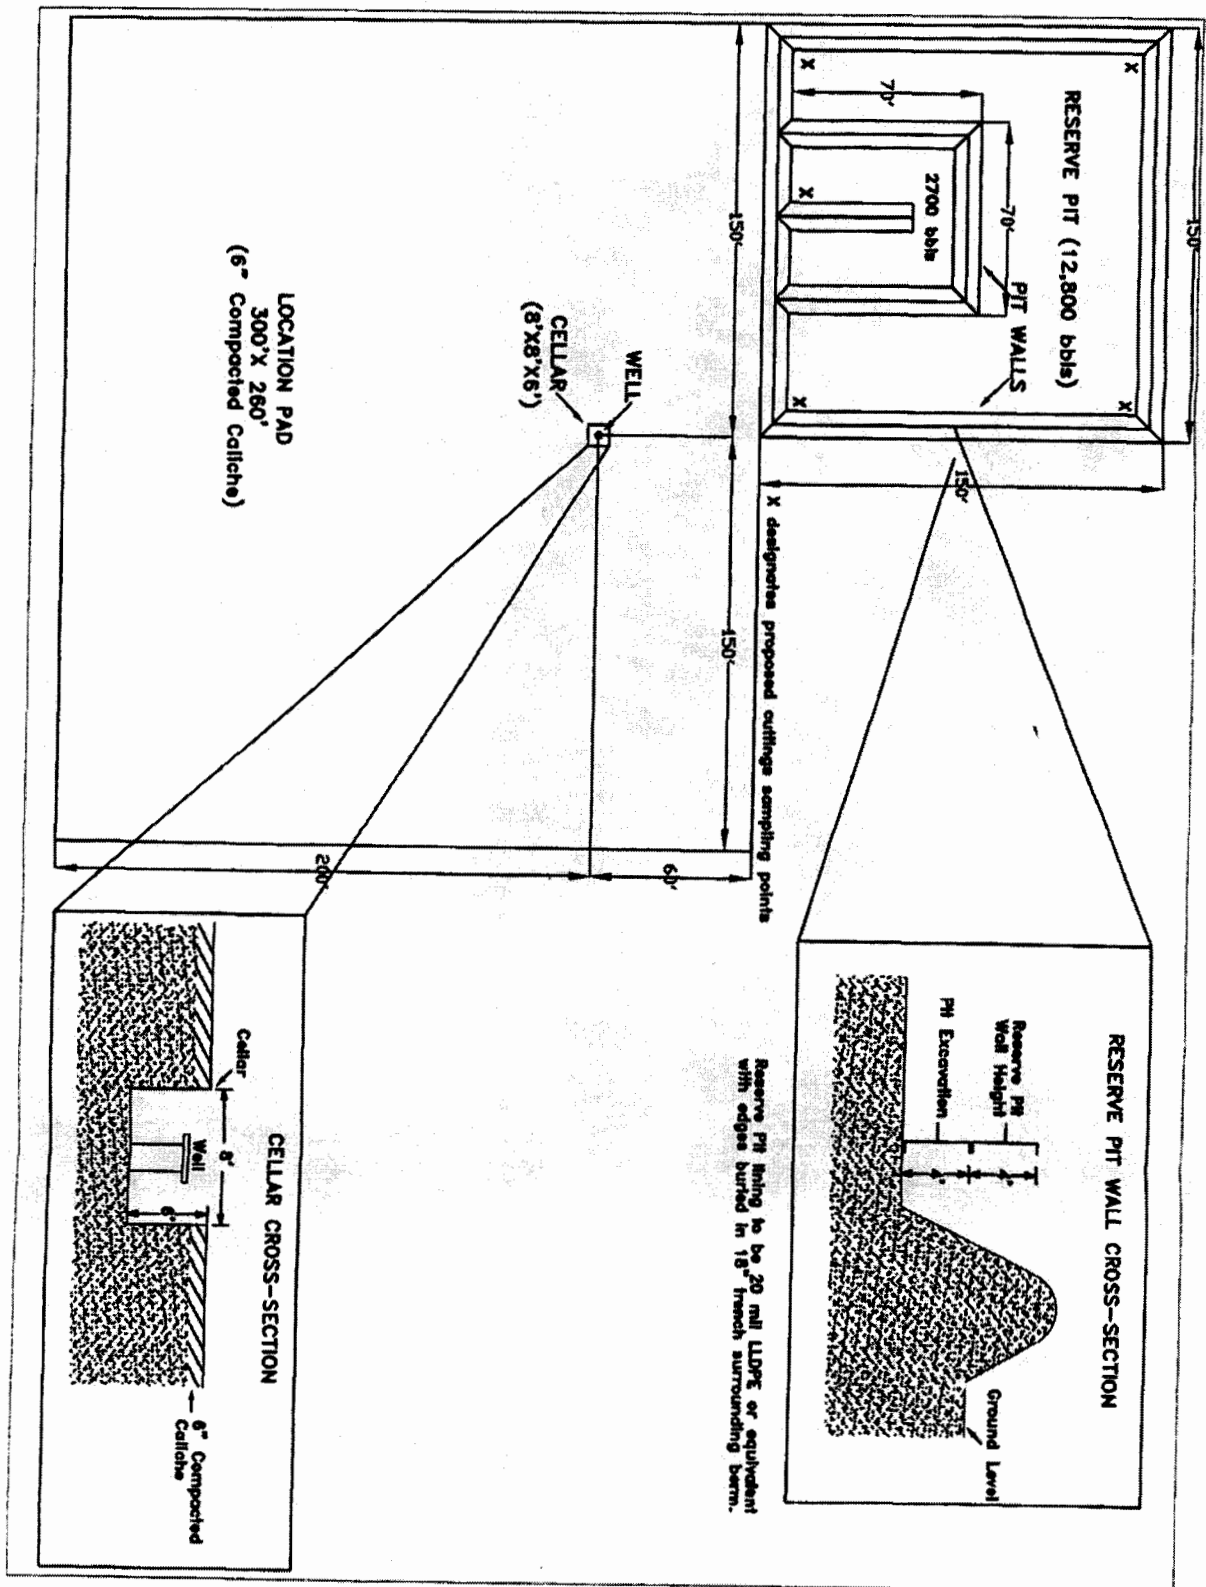 150'
RESERVE PIT (12,800 bbls)
X
X
70'
70'
2700 bbls
PIT WALLS
X
X
X
150'
150'
150'
X designates proposed cuttings sampling points
WELL
CELLAR
(8'X8'X6')
LOCATION PAD
300'X 260'
(6" Compacted Caliche)
60'
200'
RESERVE PIT WALL CROSS-SECTION
Reserve Pit
Wall Height
Pit Excavation
4'
Ground Level
Reserve Pit lining to be 20 mil LLDPE or equivalent
with edges buried in 18" trench surrounding berm.
CELLAR CROSS-SECTION
Cellar
8'
Well
6'
6" Compacted
Caliche